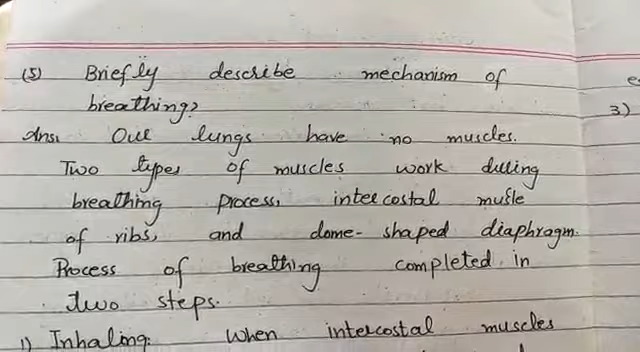 (5) Briefly describe mechanism of
breathing?
Ans: Our lungs have no muscles.
Two types of muscles work during
breathing process, intercostal musle
of ribs, and dome-shaped diaphragm.
Process of breathing completed in
two steps.
1) Inhaling: When intercostal muscles
3)